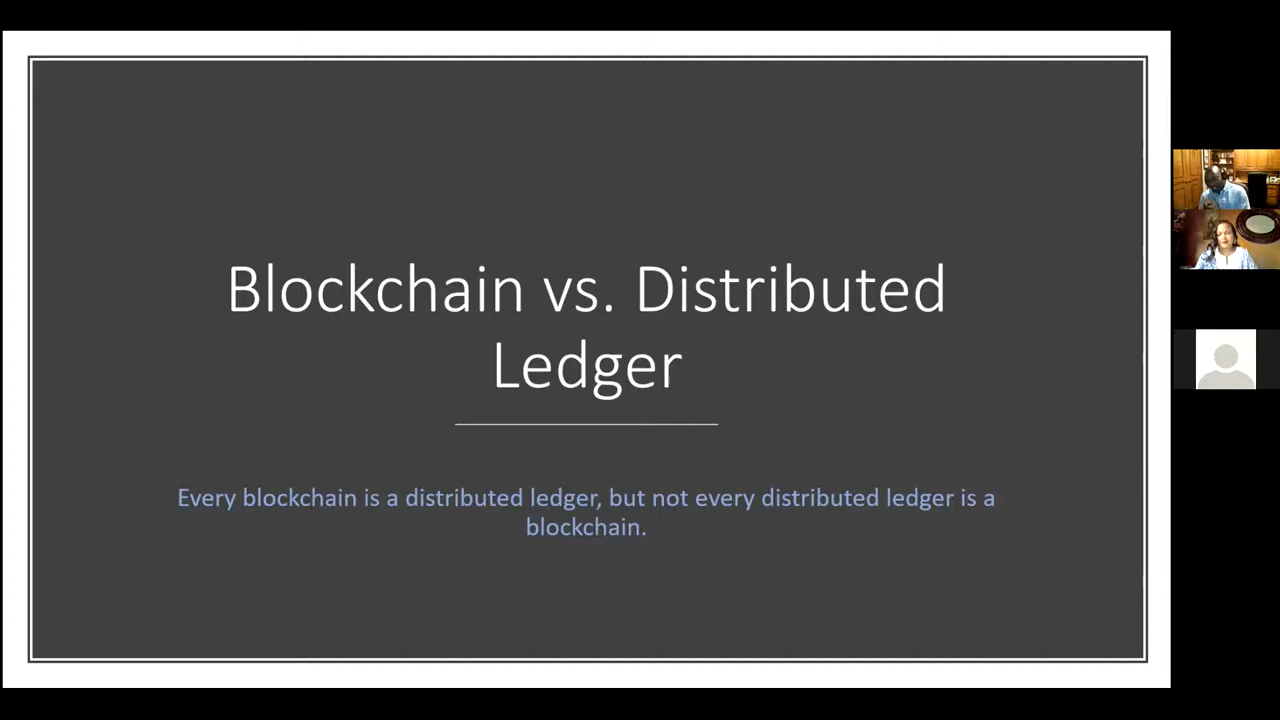 Blockchain vs. Distributed
Ledger
Every blockchain is a distributed ledger, but not every distributed ledger is a
blockchain.